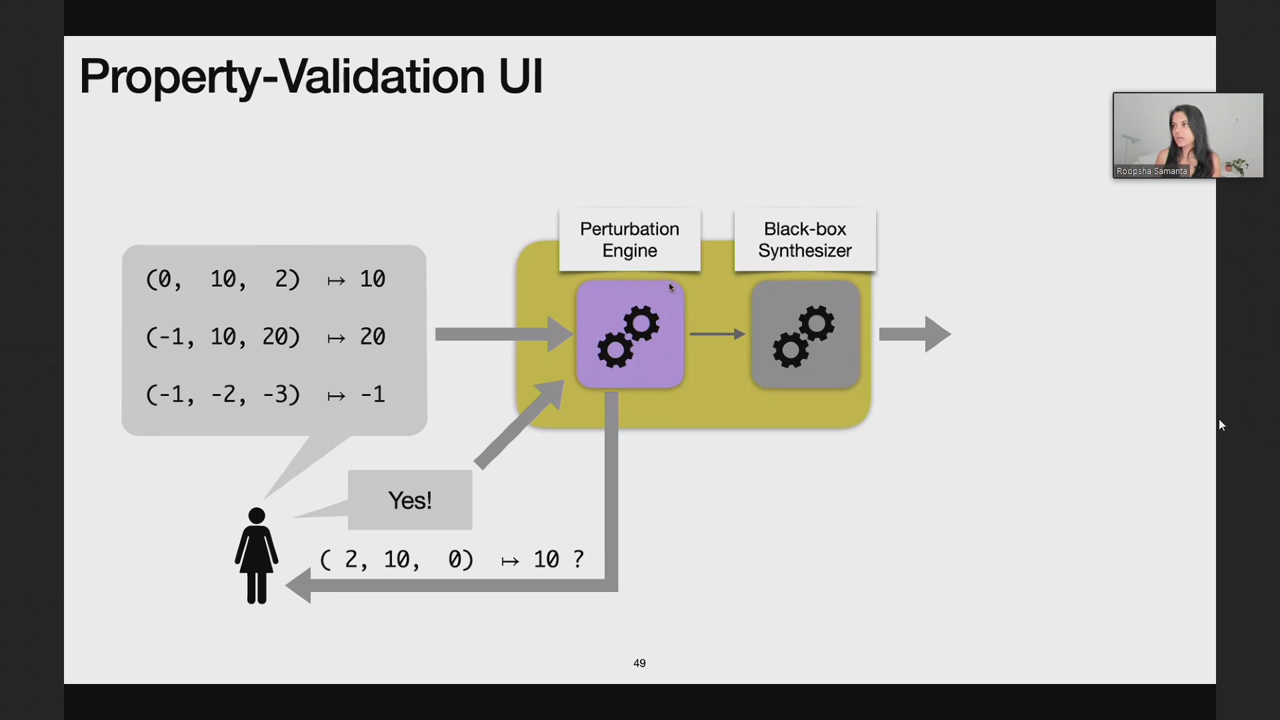 Property-Validation UI
Roopsha Samanta
Perturbation
Engine
Black-box
Synthesizer
(0, 10, 2) ↦ 10
(-1, 10, 20) ↦ 20
(-1, -2, -3) ↦ -1
Yes!
( 2, 10, 0) ↦ 10 ?
49